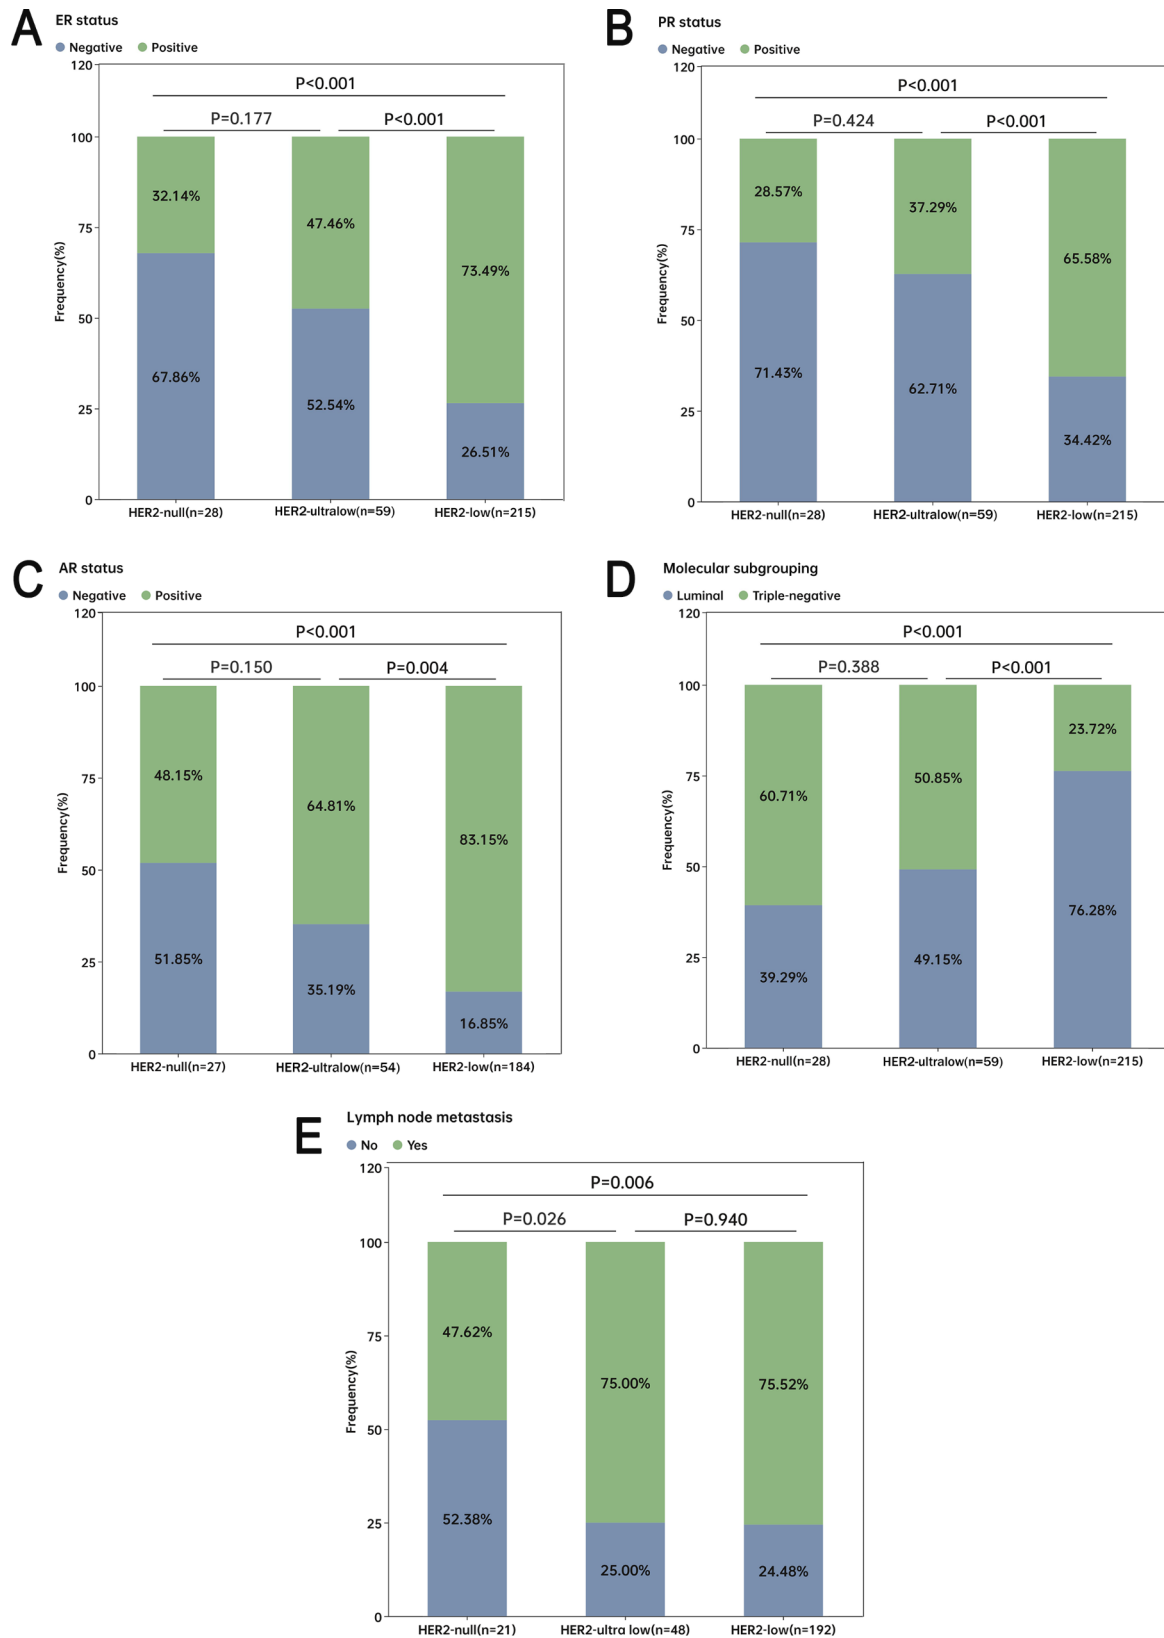 A
ER status
Negative Positive
120
100
75
50
25
0
Frequency(%)
P<0.001
P=0.177 P<0.001
32.14%
47.46%
73.49%
67.86%
52.54%
26.51%
HER2-null(n=28) HER2-ultralow(n=59) HER2-low(n=215)
B
PR status
Negative Positive
120
100
75
50
25
0
Frequency(%)
P<0.001
P=0.424 P<0.001
28.57%
37.29%
65.58%
71.43%
62.71%
34.42%
HER2-null(n=28) HER2-ultralow(n=59) HER2-low(n=215)
C
AR status
Negative Positive
120
100
75
50
25
0
Frequency(%)
P<0.001
P=0.150 P=0.004
48.15%
64.81%
83.15%
51.85%
35.19%
16.85%
HER2-null(n=27) HER2-ultralow(n=54) HER2-low(n=184)
D
Molecular subgrouping
Luminal Triple-negative
120
100
75
50
25
0
Frequency(%)
P<0.001
P=0.388 P<0.001
60.71%
50.85%
23.72%
39.29%
49.15%
76.28%
HER2-null(n=28) HER2-ultralow(n=59) HER2-low(n=215)
E
Lymph node metastasis
No Yes
120
100
75
50
25
0
Frequency(%)
P=0.006
P=0.026 P=0.940
47.62%
75.00%
75.52%
52.38%
25.00%
24.48%
HER2-null(n=21) HER2-ultra low(n=48) HER2-low(n=192)